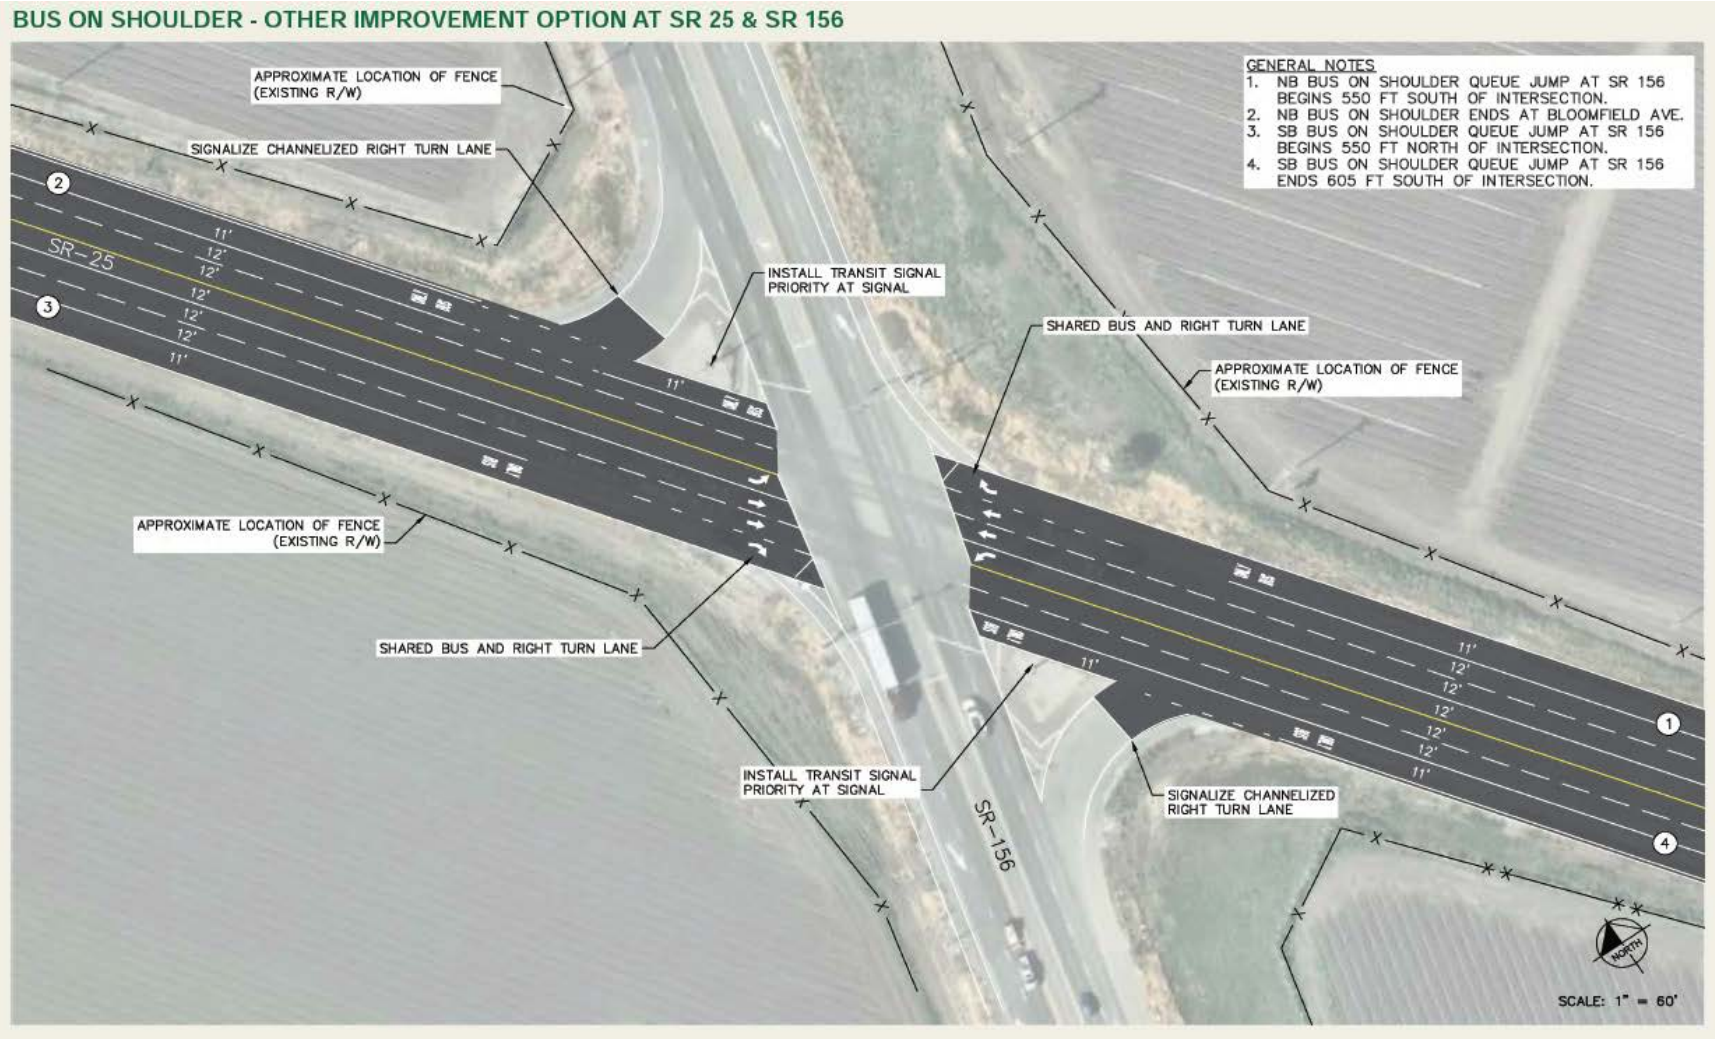 BUS ON SHOULDER - OTHER IMPROVEMENT OPTION AT SR 25 & SR 156
GENERAL NOTES
1. NB BUS ON SHOULDER QUEUE JUMP AT SR 156
BEGINS 550 FT SOUTH OF INTERSECTION.
2. NB BUS ON SHOULDER ENDS AT BLOOMFIELD AVE.
3. SB BUS ON SHOULDER QUEUE JUMP AT SR 156
BEGINS 550 FT NORTH OF INTERSECTION.
4. SB BUS ON SHOULDER QUEUE JUMP AT SR 156
ENDS 605 FT SOUTH OF INTERSECTION.
APPROXIMATE LOCATION OF FENCE
(EXISTING R/W)
SIGNALIZE CHANNELIZED RIGHT TURN LANE
2
11'
12'
12'
SR-25
12'
12'
12'
11'
3
INSTALL TRANSIT SIGNAL
PRIORITY AT SIGNAL
SHARED BUS AND RIGHT TURN LANE
APPROXIMATE LOCATION OF FENCE
(EXISTING R/W)
11'
APPROXIMATE LOCATION OF FENCE
(EXISTING R/W)
SHARED BUS AND RIGHT TURN LANE
11'
11'
12'
12'
12'
12'
12'
11'
1
4
INSTALL TRANSIT SIGNAL
PRIORITY AT SIGNAL
SIGNALIZE CHANNELIZED
RIGHT TURN LANE
SR-156
NORTH
SCALE: 1" = 60'